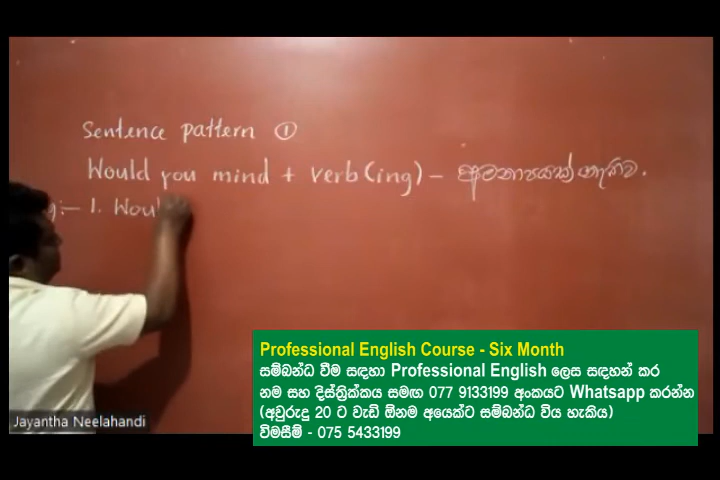 Sentence pattern ①
Would you mind + verb(ing) - අමනාපයක් නැතිව.
g:- 1. Woul
Professional English Course - Six Month
සම්බන්ධ වීම සඳහා Professional English ලෙස සඳහන් කර
නම සහ දිස්ත්‍රික්කය සමඟ 077 9133199 අංකයට Whatsapp කරන්න
(අවුරුදු 20 ට වැඩි ඕනම අයෙක්ට සම්බන්ධ විය හැකිය)
විමසීම් - 075 5433199
Jayantha Neelahandi